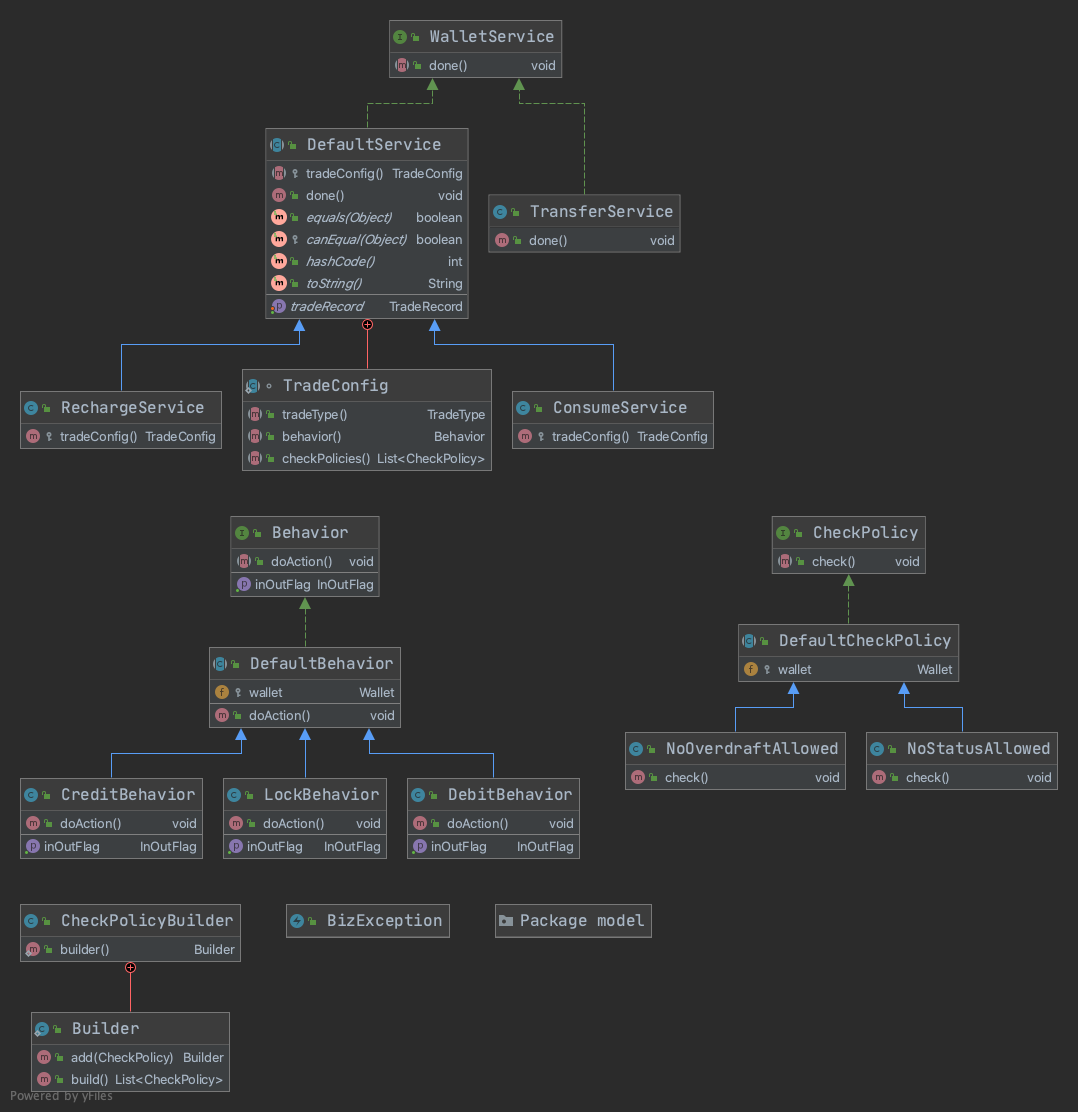 WalletService
done() void
DefaultService
tradeConfig() TradeConfig
done() void
equals(Object) boolean
canEqual(Object) boolean
hashCode() int
toString() String
tradeRecord TradeRecord
TransferService
done() void
RechargeService
tradeConfig() TradeConfig
TradeConfig
tradeType() TradeType
behavior() Behavior
checkPolicies() List<CheckPolicy>
ConsumeService
tradeConfig() TradeConfig
Behavior
doAction() void
inOutFlag InOutFlag
CheckPolicy
check() void
DefaultBehavior
wallet Wallet
doAction() void
DefaultCheckPolicy
wallet Wallet
NoOverdraftAllowed
check() void
NoStatusAllowed
check() void
CreditBehavior
doAction() void
inOutFlag InOutFlag
LockBehavior
doAction() void
inOutFlag InOutFlag
DebitBehavior
doAction() void
inOutFlag InOutFlag
CheckPolicyBuilder
builder() Builder
BizException
Package model
Builder
add(CheckPolicy) Builder
build() List<CheckPolicy>
Powered by yFiles